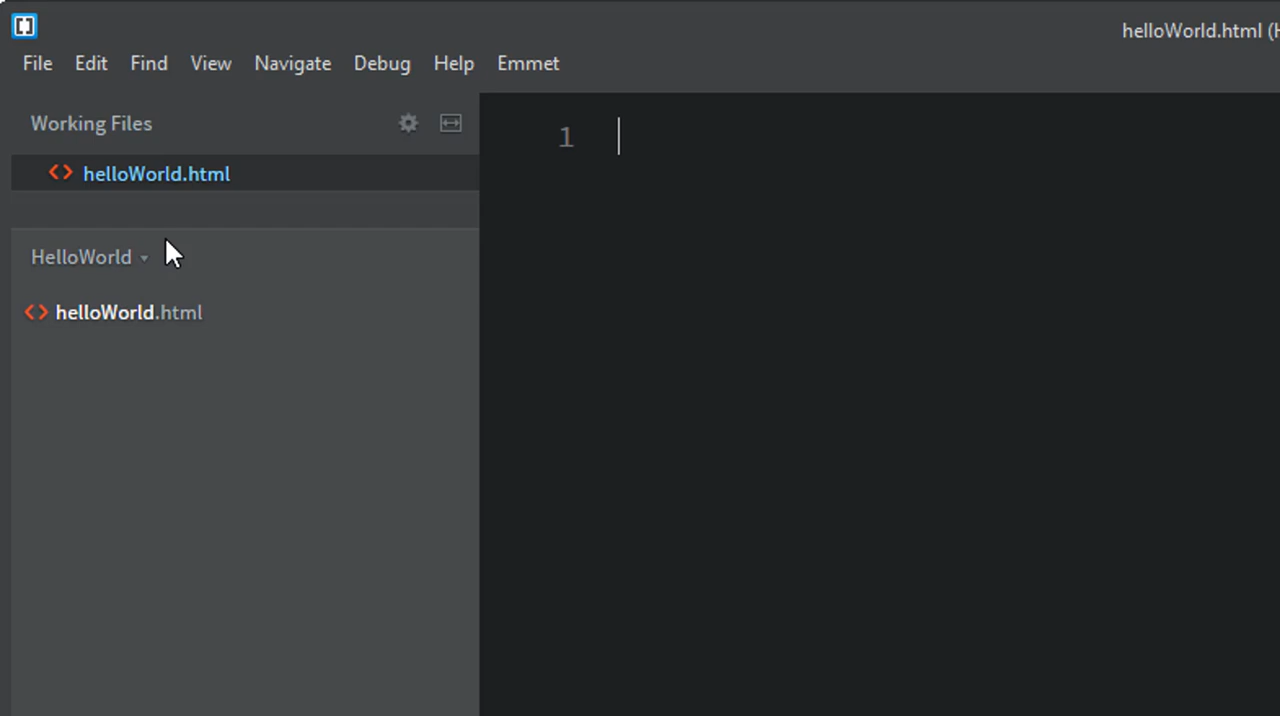 helloWorld.html (
File Edit Find View Navigate Debug Help Emmet
Working Files
1
<> helloWorld.html
HelloWorld
<> helloWorld.html